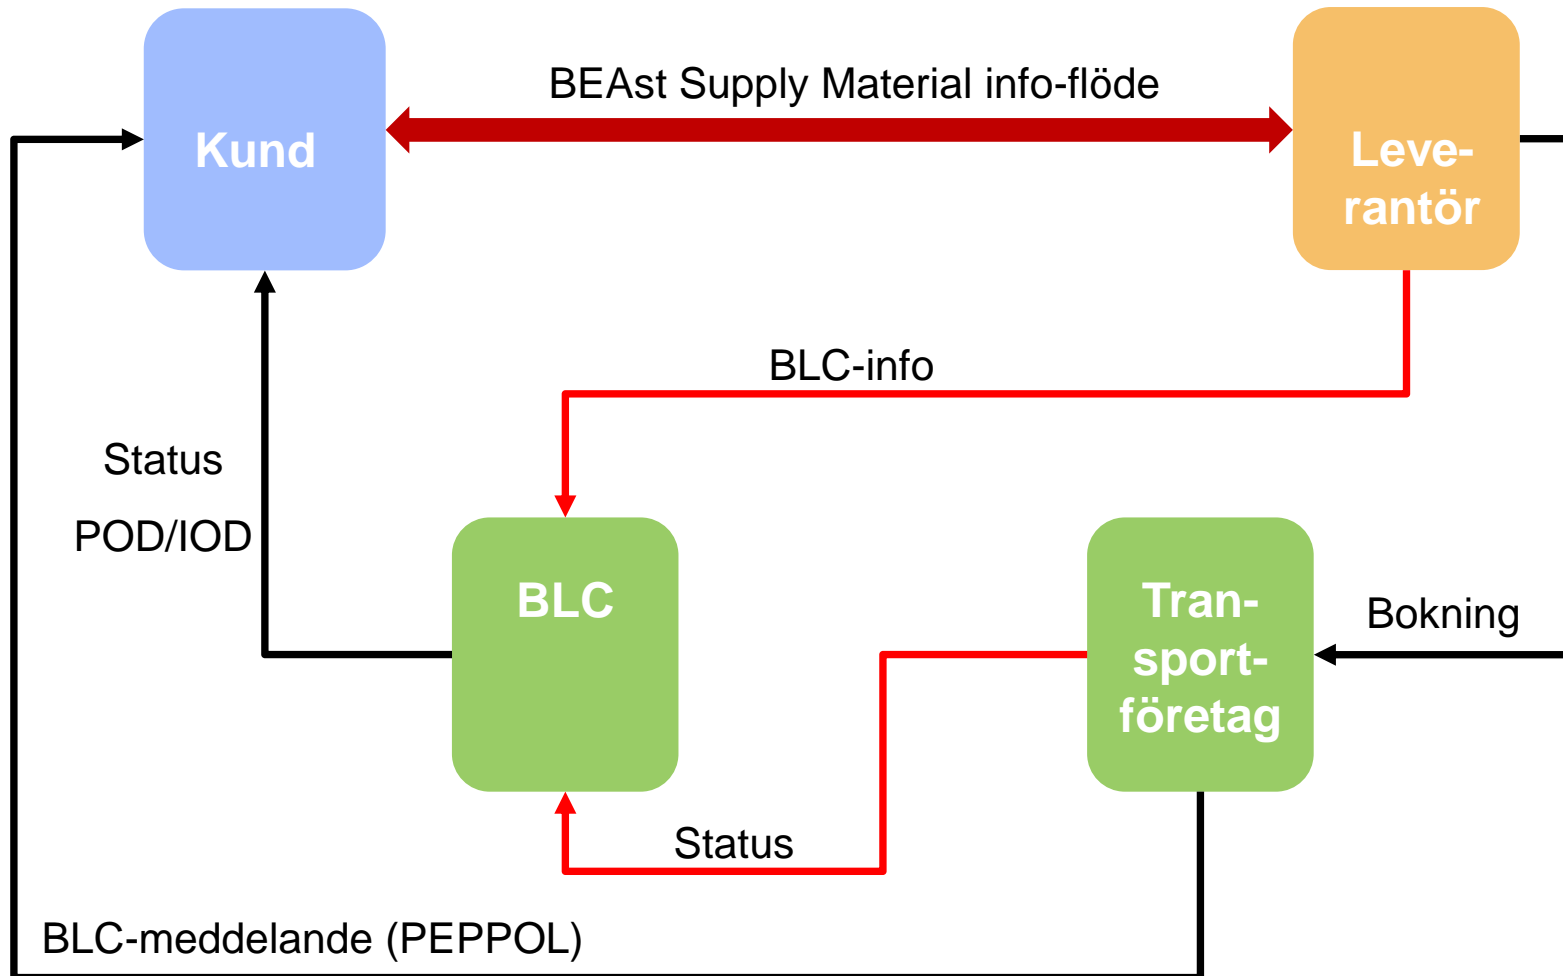 BEAst Supply Material info-flöde
Kund
Leve-
rantör
BLC-info
Status
POD/IOD
BLC
Tran-
sport-
företag
Bokning
Status
BLC-meddelande (PEPPOL)